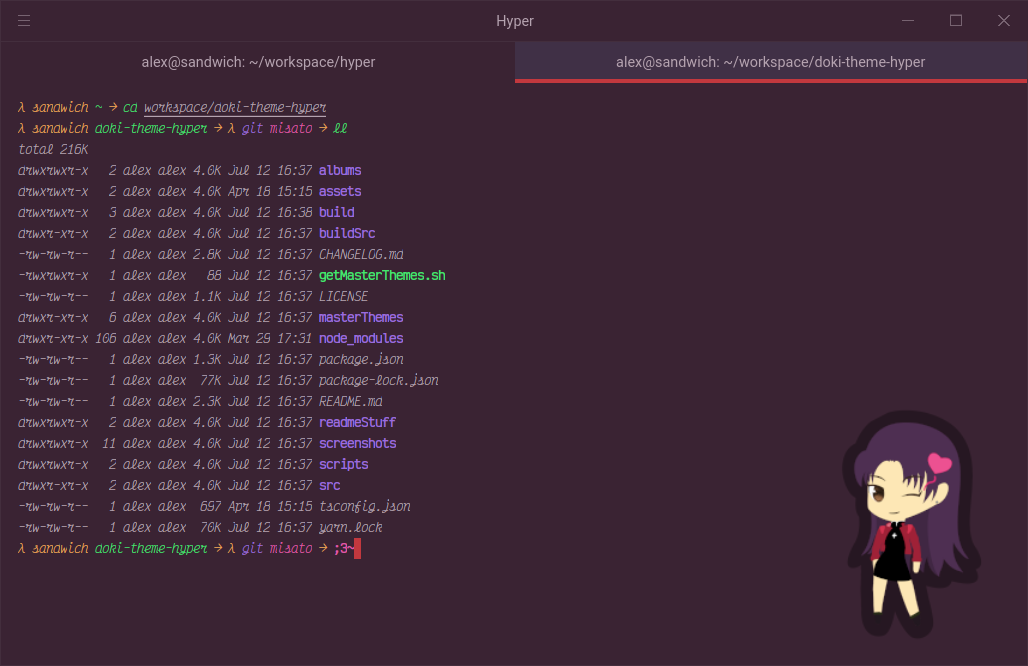 Hyper
alex@sandwich: ~/workspace/hyper
alex@sandwich: ~/workspace/doki-theme-hyper
λ sandwich ~ → cd workspace/doki-theme-hyper
λ sandwich doki-theme-hyper → λ git misato → ll
total 216K
drwxrwxr-x 2 alex alex 4.0K Jul 12 16:37 albums
drwxrwxr-x 2 alex alex 4.0K Apr 18 15:15 assets
drwxrwxr-x 3 alex alex 4.0K Jul 12 16:38 build
drwxr-xr-x 2 alex alex 4.0K Jul 12 16:37 buildSrc
-rw-rw-r-- 1 alex alex 2.8K Jul 12 16:37 CHANGELOG.md
-rwxrwxr-x 1 alex alex 88 Jul 12 16:37 getMasterThemes.sh
-rw-rw-r-- 1 alex alex 1.1K Jul 12 16:37 LICENSE
drwxr-xr-x 6 alex alex 4.0K Jul 12 16:37 masterThemes
drwxr-xr-x 106 alex alex 4.0K Mar 29 17:31 node_modules
-rw-rw-r-- 1 alex alex 1.3K Jul 12 16:37 package.json
-rw-rw-r-- 1 alex alex 77K Jul 12 16:37 package-lock.json
-rw-rw-r-- 1 alex alex 2.3K Jul 12 16:37 README.md
drwxrwxr-x 2 alex alex 4.0K Jul 12 16:37 readmeStuff
drwxrwxr-x 11 alex alex 4.0K Jul 12 16:37 screenshots
drwxrwxr-x 2 alex alex 4.0K Jul 12 16:37 scripts
drwxr-xr-x 2 alex alex 4.0K Jul 12 16:37 src
-rw-rw-r-- 1 alex alex 697 Apr 18 15:15 tsconfig.json
-rw-rw-r-- 1 alex alex 70K Jul 12 16:37 yarn.lock
λ sandwich doki-theme-hyper → λ git misato → ;3~